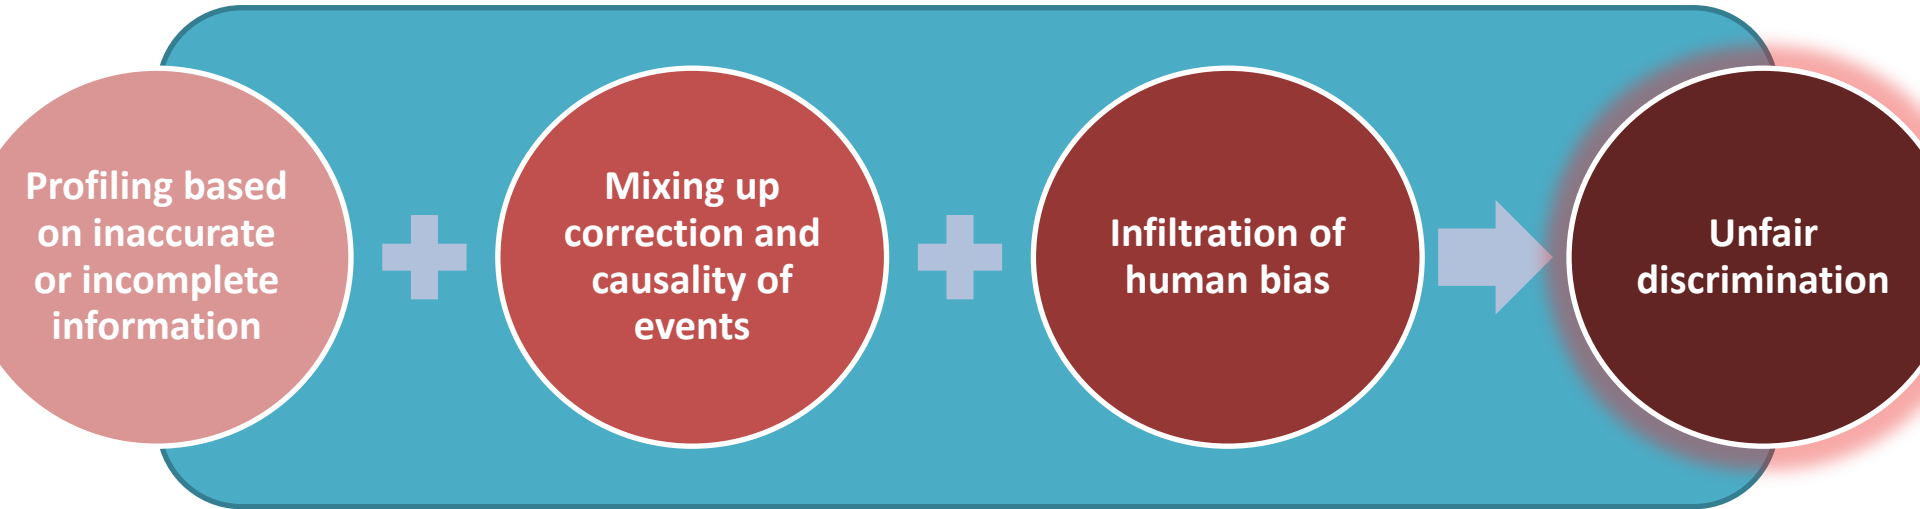 Profiling based
on inaccurate
or incomplete
information
Mixing up
correction and
causality of
events
Infiltration of
human bias
Unfair
discrimination